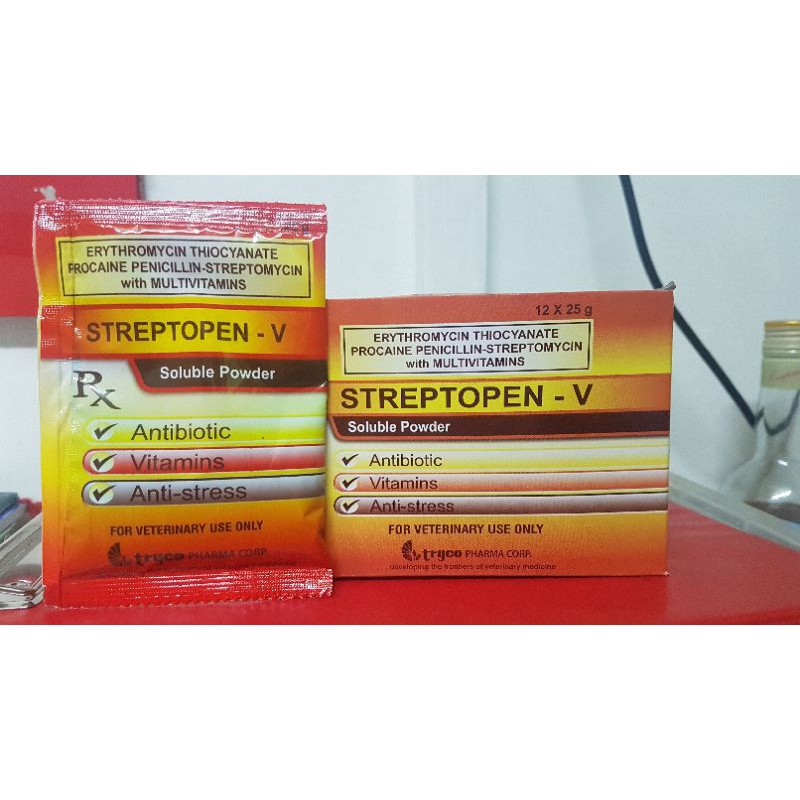 ERYTHROMYCIN THIOCYANATE
PROCAINE PENICILLIN-STREPTOMYCIN
with MULTIVITAMINS
STREPTOPEN - V
Rx
Soluble Powder
Antibiotic
Vitamins
Anti-stress
FOR VETERINARY USE ONLY
tryco PHARMA CORP.
12 X 25 g
ERYTHROMYCIN THIOCYANATE
PROCAINE PENICILLIN-STREPTOMYCIN
with MULTIVITAMINS
STREPTOPEN - V
Soluble Powder
Antibiotic
Vitamins
Anti-stress
FOR VETERINARY USE ONLY
tryco PHARMA CORP.
. . . developing the frontiers of veterinary medicine